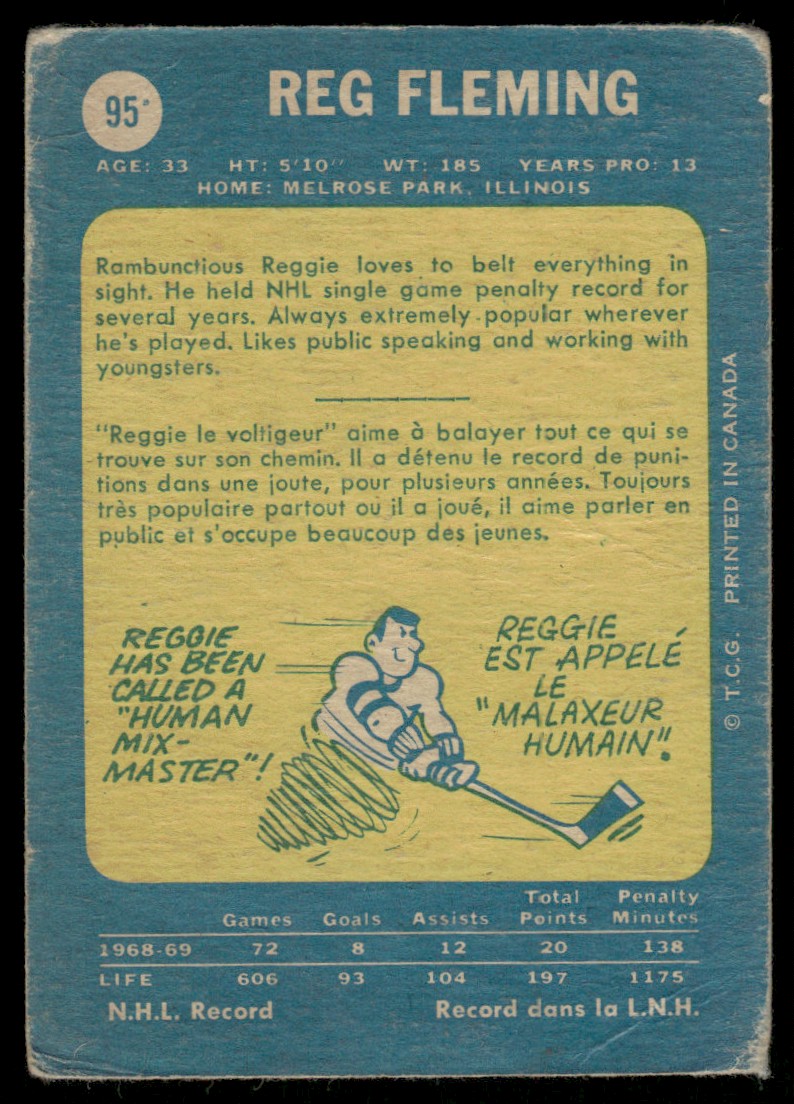 95
REG FLEMING
AGE: 33 HT: 5'10" WT: 185 YEARS PRO: 13
HOME: MELROSE PARK, ILLINOIS
Rambunctious Reggie loves to belt everything in
sight. He held NHL single game penalty record for
several years. Always extremely popular wherever
he's played. Likes public speaking and working with
youngsters.
"Reggie le voltigeur" aime à balayer tout ce qui se
trouve sur son chemin. Il a détenu le record de puni-
tions dans une joute, pour plusieurs années. Toujours
très populaire partout où il a joué, il aime parler en
public et s'occupe beaucoup des jeunes.
REGGIE
HAS BEEN
CALLED A
"HUMAN
MIX-
MASTER"!
REGGIE
EST APPELÉ
LE
"MALAXEUR
HUMAIN".
© T.C.G. PRINTED IN CANADA
Games Goals Assists Total Points Penalty Minutes
1968-69 72 8 12 20 138
LIFE 606 93 104 197 1175
N.H.L. Record Record dans la L.N.H.